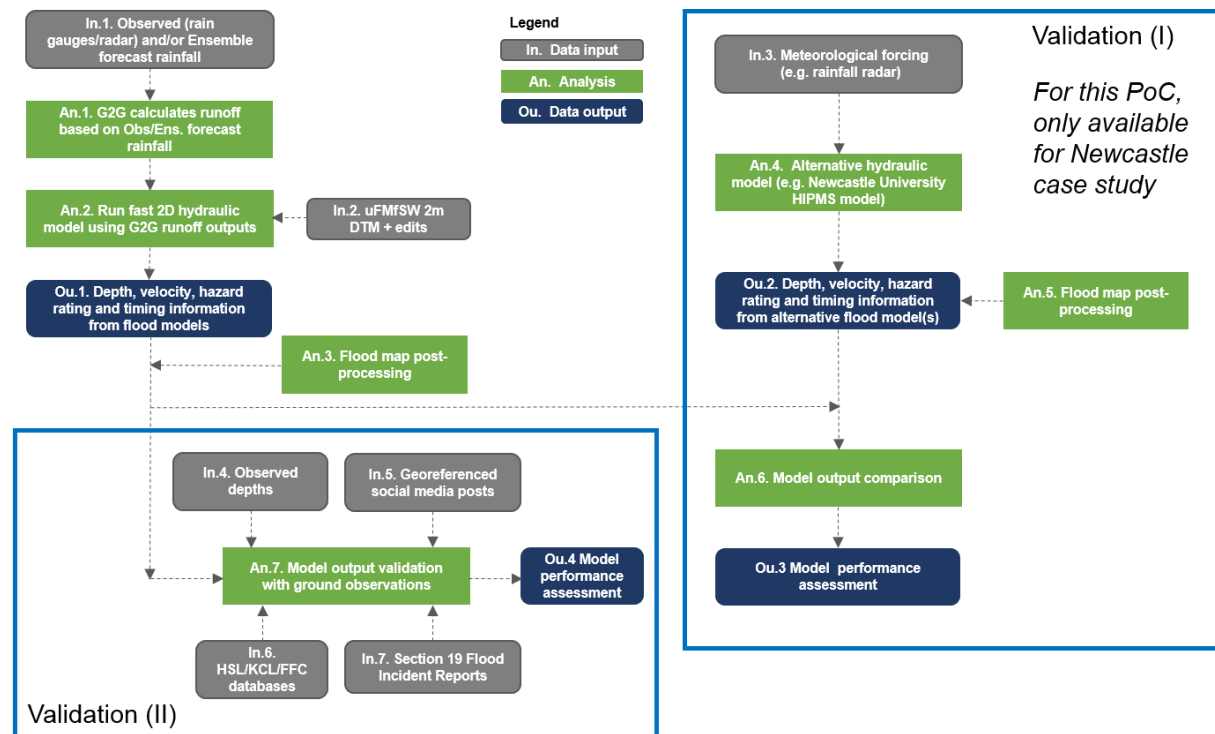 In.1. Observed (rain
gauges/radar) and/or Ensemble
forecast rainfall
An.1. G2G calculates runoff
based on Obs/Ens. forecast
rainfall
An.2. Run fast 2D hydraulic
model using G2G runoff outputs
In.2. uFMfSW 2m
DTM + edits
Ou.1. Depth, velocity, hazard
rating and timing information
from flood models
An.3. Flood map post-
processing
Legend
In. Data input
An. Analysis
Ou. Data output
Validation (I)
For this PoC,
only available
for Newcastle
case study
In.3. Meteorological forcing
(e.g. rainfall radar)
An.4. Alternative hydraulic
model (e.g. Newcastle University
HIPMS model)
Ou.2. Depth, velocity, hazard
rating and timing information
from alternative flood model(s)
An.5. Flood map post-
processing
An.6. Model output comparison
Ou.3 Model performance
assessment
In.4. Observed
depths
In.5. Georeferenced
social media posts
An.7. Model output validation
with ground observations
Ou.4 Model
performance
assessment
In.6.
HSL/KCL/FFC
databases
In.7. Section 19 Flood
Incident Reports
Validation (II)